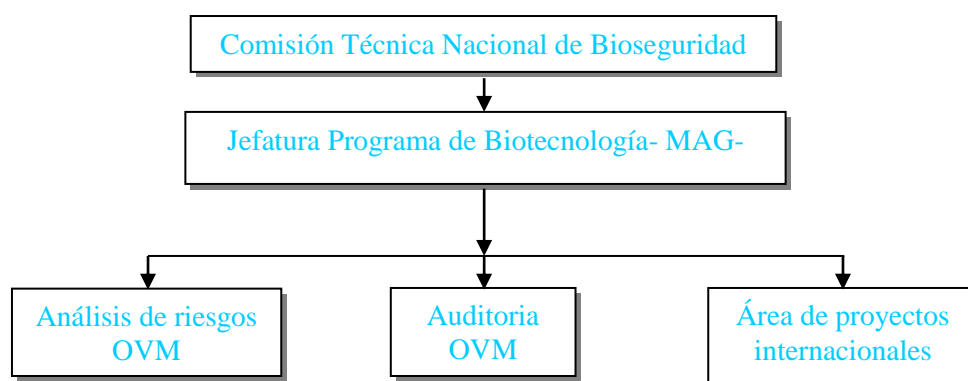 Comisión Técnica Nacional de Bioseguridad
Jefatura Programa de Biotecnología- MAG-
Análisis de riesgos
OVM
Auditoria
OVM
Área de proyectos
internacionales